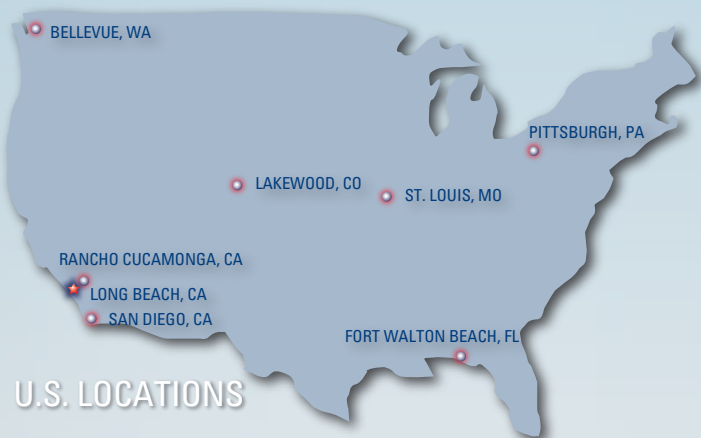 BELLEVUE, WA
PITTSBURGH, PA
LAKEWOOD, CO
ST. LOUIS, MO
RANCHO CUCAMONGA, CA
LONG BEACH, CA
SAN DIEGO, CA
FORT WALTON BEACH, FL
U.S. LOCATIONS